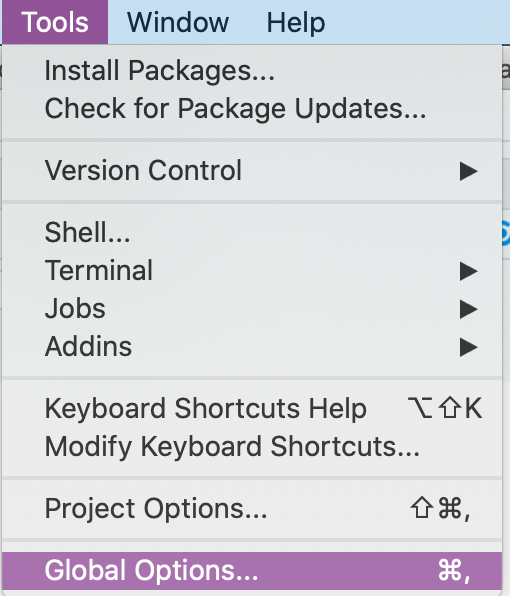 Tools Window Help
Install Packages...
Check for Package Updates...
Version Control ▶
Shell...
Terminal ▶
Jobs ▶
Addins ▶
Keyboard Shortcuts Help ⌥⇧K
Modify Keyboard Shortcuts...
Project Options... ⇧⌘,
Global Options... ⌘,